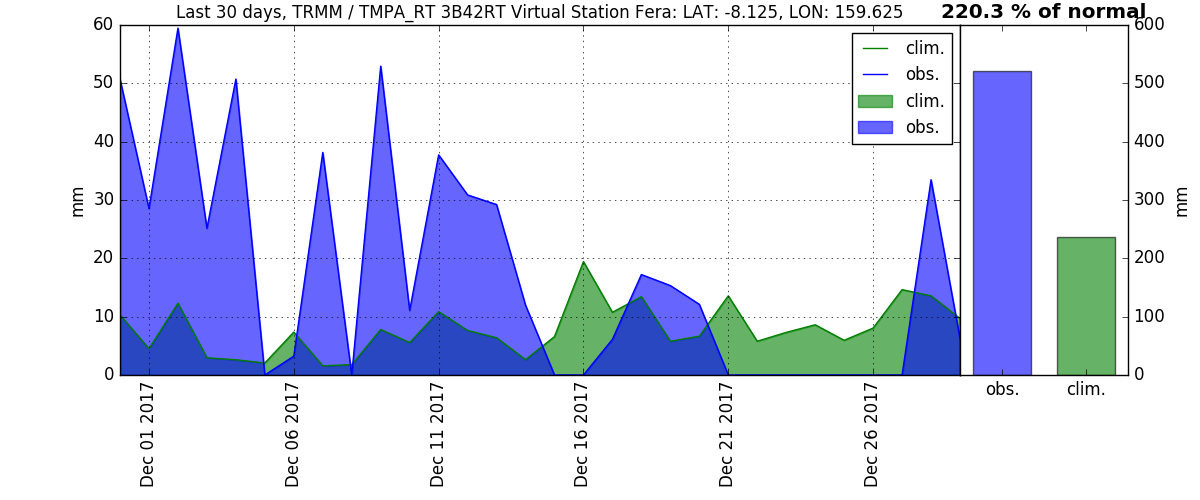 Last 30 days, TRMM / TMPA_RT 3B42RT Virtual Station Fera: LAT: -8.125, LON: 159.625
220.3 % of normal
60
50
40
30
20
10
0
mm
clim.
obs.
clim.
obs.
Dec 01 2017
Dec 06 2017
Dec 11 2017
Dec 16 2017
Dec 21 2017
Dec 26 2017
600
500
400
300
200
100
0
mm
obs.
clim.